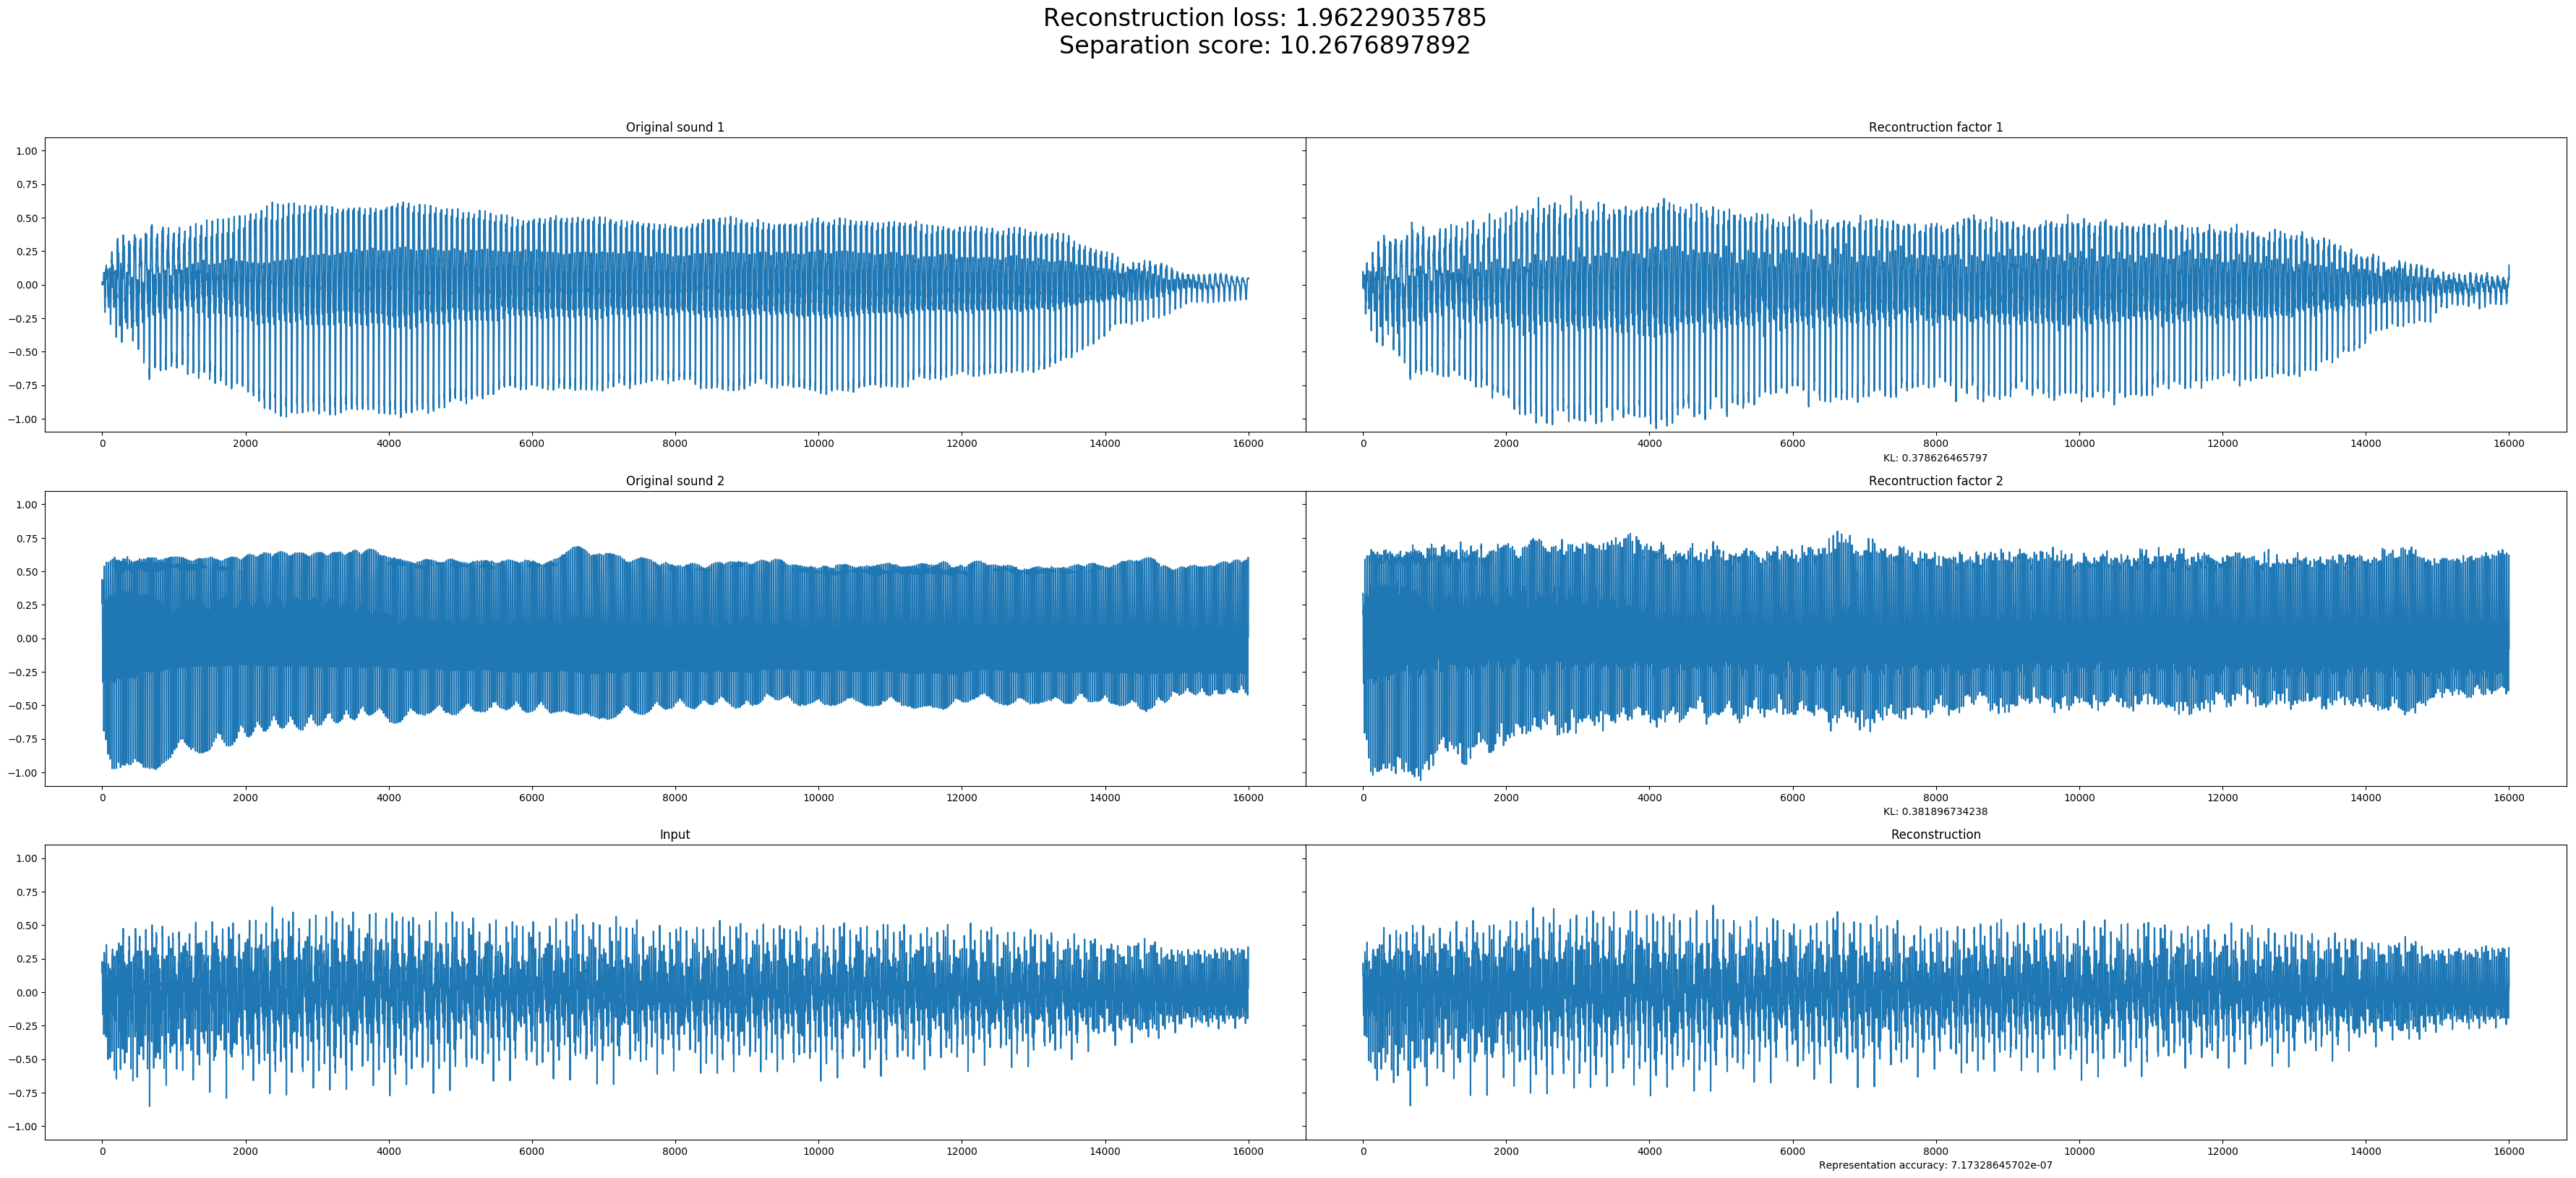 Reconstruction loss: 1.96229035785
Separation score: 10.2676897892
Original sound 1
Recontruction factor 1
1.00
0.75
0.50
0.25
0.00
−0.25
−0.50
−0.75
−1.00
0 2000 4000 6000 8000 10000 12000 14000 16000
0 2000 4000 6000 8000 10000 12000 14000 16000
KL: 0.378626465797
Original sound 2
Recontruction factor 2
1.00
0.75
0.50
0.25
0.00
−0.25
−0.50
−0.75
−1.00
0 2000 4000 6000 8000 10000 12000 14000 16000
0 2000 4000 6000 8000 10000 12000 14000 16000
KL: 0.381896734238
Input
Reconstruction
1.00
0.75
0.50
0.25
0.00
−0.25
−0.50
−0.75
−1.00
0 2000 4000 6000 8000 10000 12000 14000 16000
0 2000 4000 6000 8000 10000 12000 14000 16000
Representation accuracy: 7.17328645702e-07